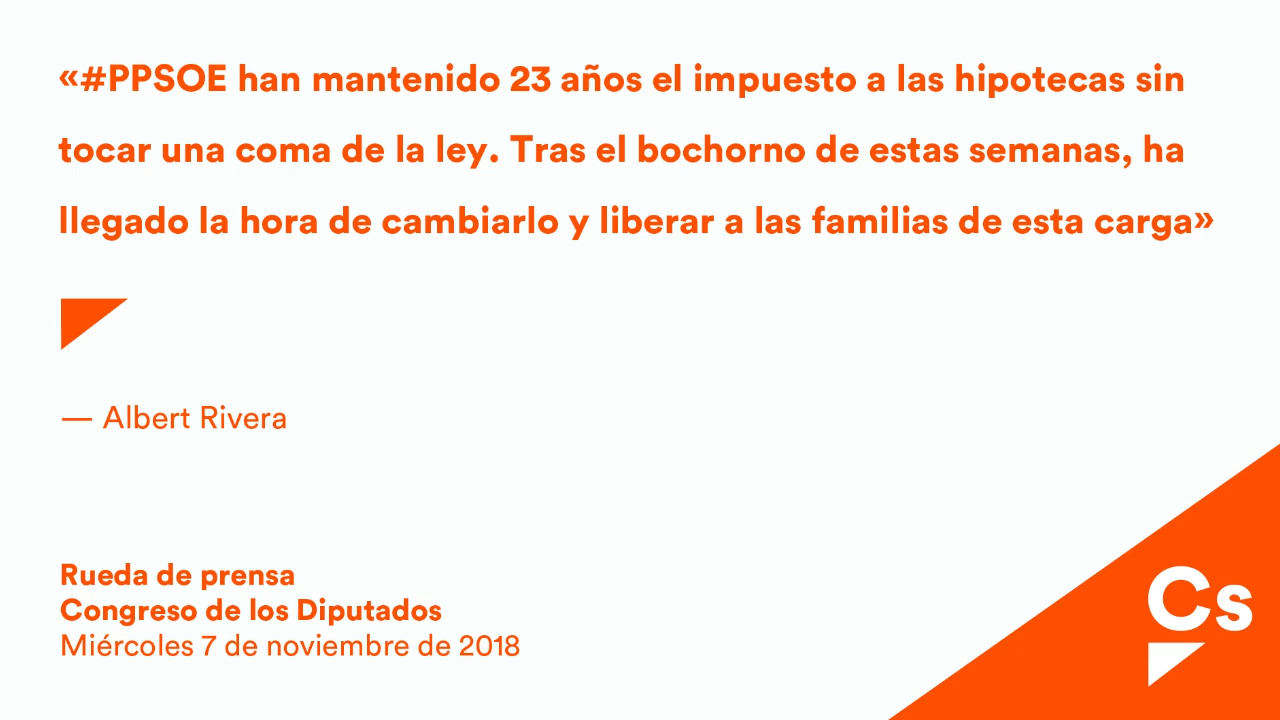 «#PPSOE han mantenido 23 años el impuesto a las hipotecas sin
tocar una coma de la ley. Tras el bochorno de estas semanas, ha
llegado la hora de cambiarlo y liberar a las familias de esta carga»
— Albert Rivera
Rueda de prensa
Congreso de los Diputados
Miércoles 7 de noviembre de 2018
Cs